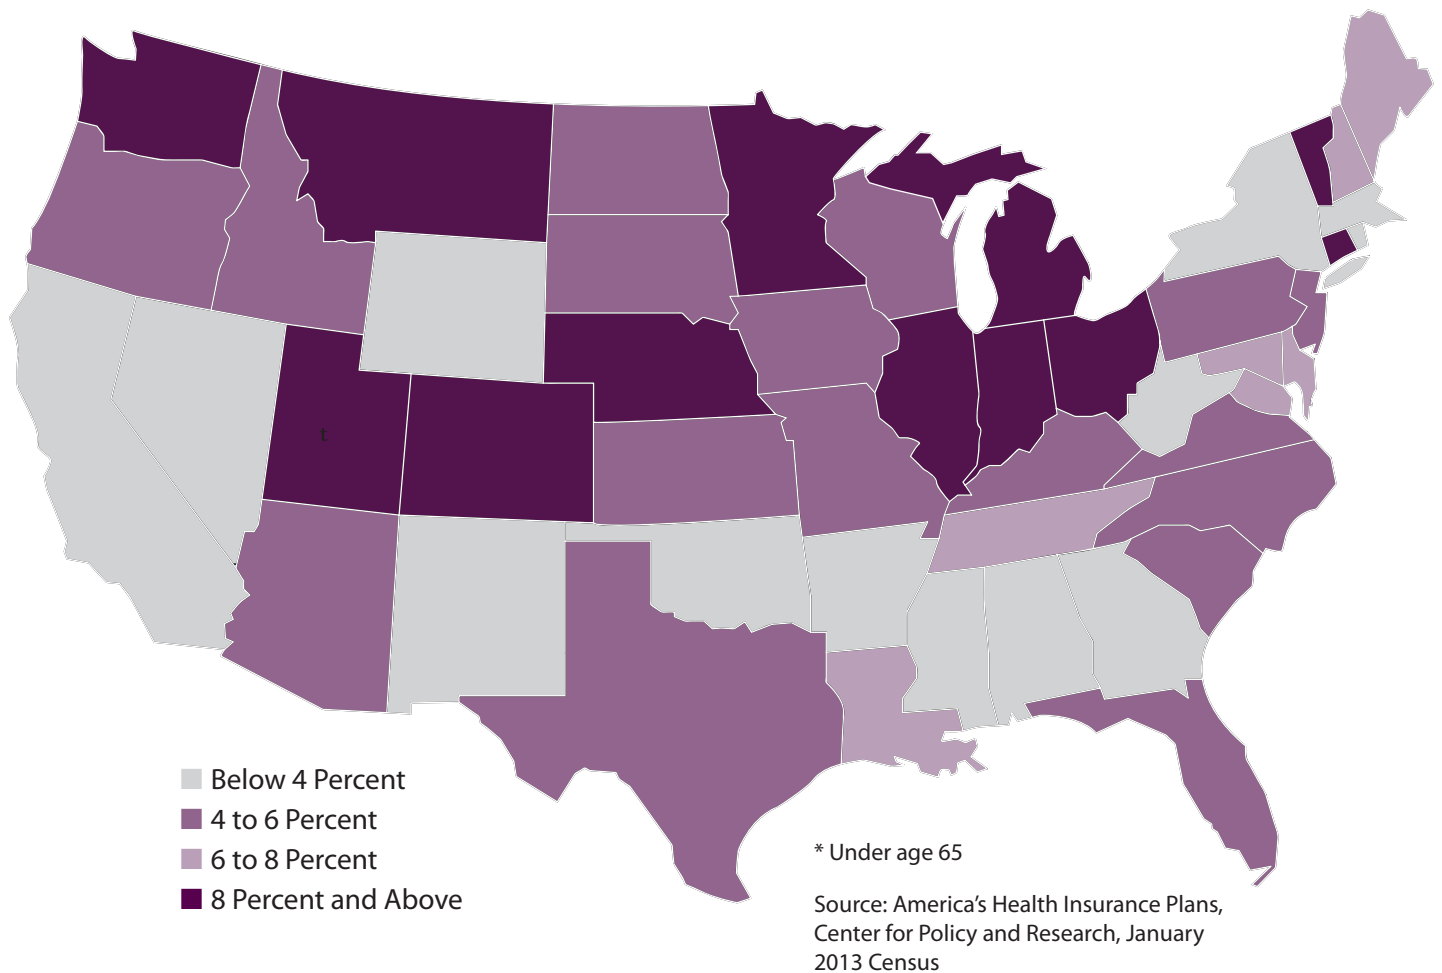 t
Below 4 Percent
4 to 6 Percent
6 to 8 Percent
8 Percent and Above
* Under age 65
Source: America's Health Insurance Plans,
Center for Policy and Research, January
2013 Census